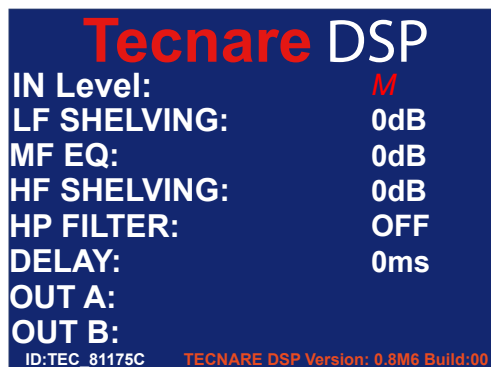 Tecnare DSP
IN Level: M
LF SHELVING: 0dB
MF EQ: 0dB
HF SHELVING: 0dB
HP FILTER: OFF
DELAY: 0ms
OUT A:
OUT B:
ID:TEC_81175C TECNARE DSP Version: 0.8M6 Build:00